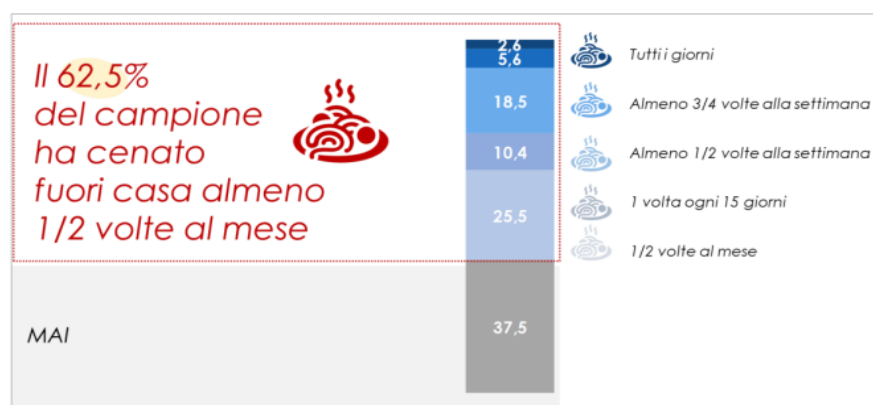 Il 62,5%
del campione
ha cenato
fuori casa almeno
1/2 volte al mese
2,6
5,6
18,5
10,4
25,5
37,5
Tutti i giorni
Almeno 3/4 volte alla settimana
Almeno 1/2 volte alla settimana
1 volta ogni 15 giorni
1/2 volte al mese
MAI